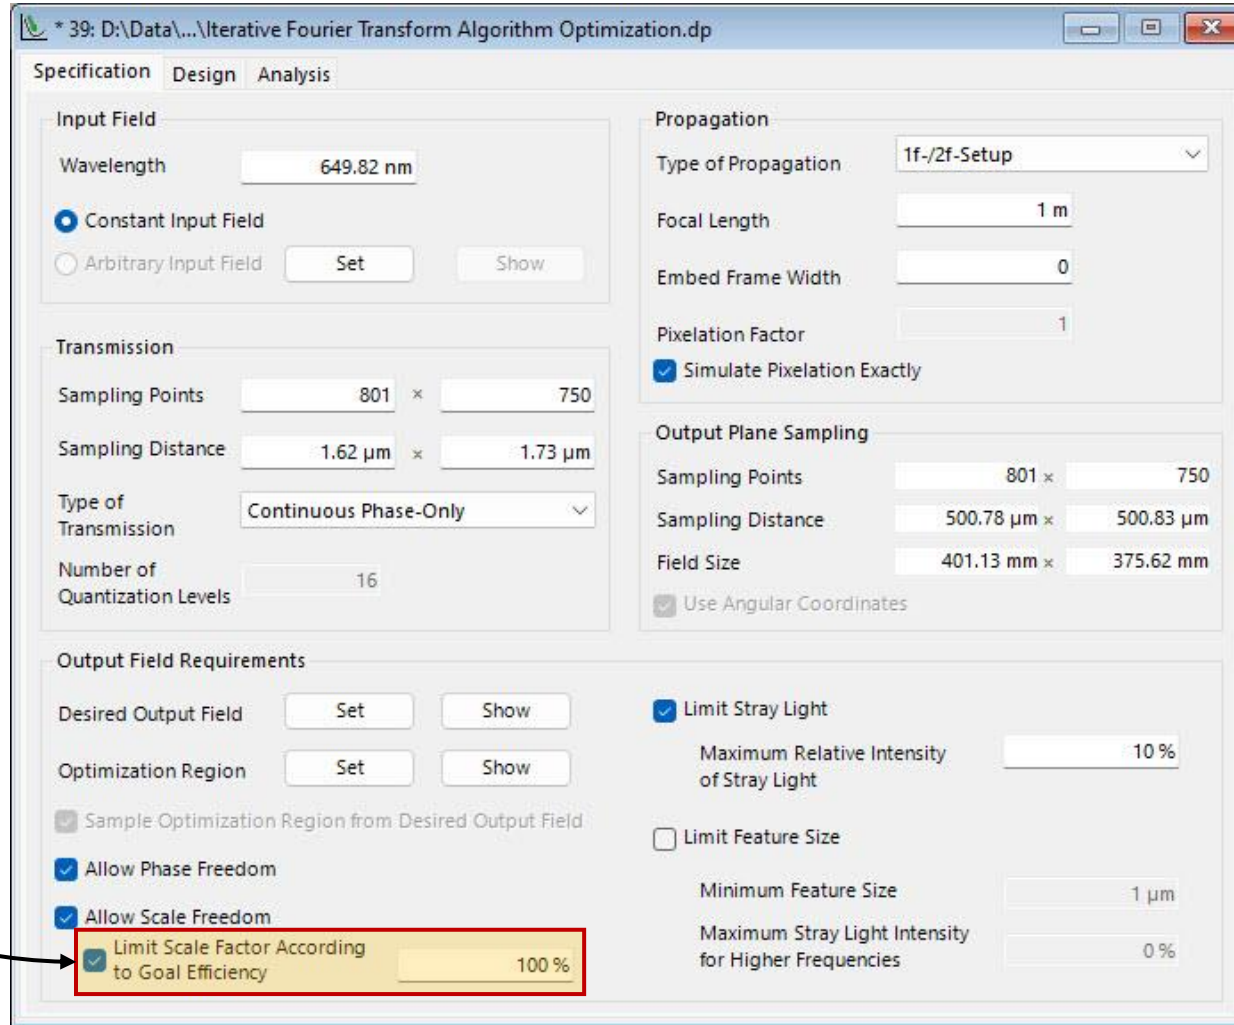 * 39: D:\Data\...\Iterative Fourier Transform Algorithm Optimization.dp
Specification Design Analysis
Input Field
Wavelength 649.82 nm
Constant Input Field
Arbitrary Input Field Set Show
Transmission
Sampling Points 801 × 750
Sampling Distance 1.62 µm × 1.73 µm
Type of
Transmission
Continuous Phase-Only
Number of
Quantization Levels
16
Propagation
Type of Propagation 1f-/2f-Setup
Focal Length 1 m
Embed Frame Width 0
Pixelation Factor 1
Simulate Pixelation Exactly
Output Plane Sampling
Sampling Points 801 × 750
Sampling Distance 500.78 µm × 500.83 µm
Field Size 401.13 mm × 375.62 mm
Use Angular Coordinates
Output Field Requirements
Desired Output Field Set Show
Optimization Region Set Show
Sample Optimization Region from Desired Output Field
Allow Phase Freedom
Allow Scale Freedom
Limit Scale Factor According
to Goal Efficiency 100 %
Limit Stray Light
Maximum Relative Intensity 10 %
of Stray Light
Limit Feature Size
Minimum Feature Size 1 µm
Maximum Stray Light Intensity
for Higher Frequencies 0 %